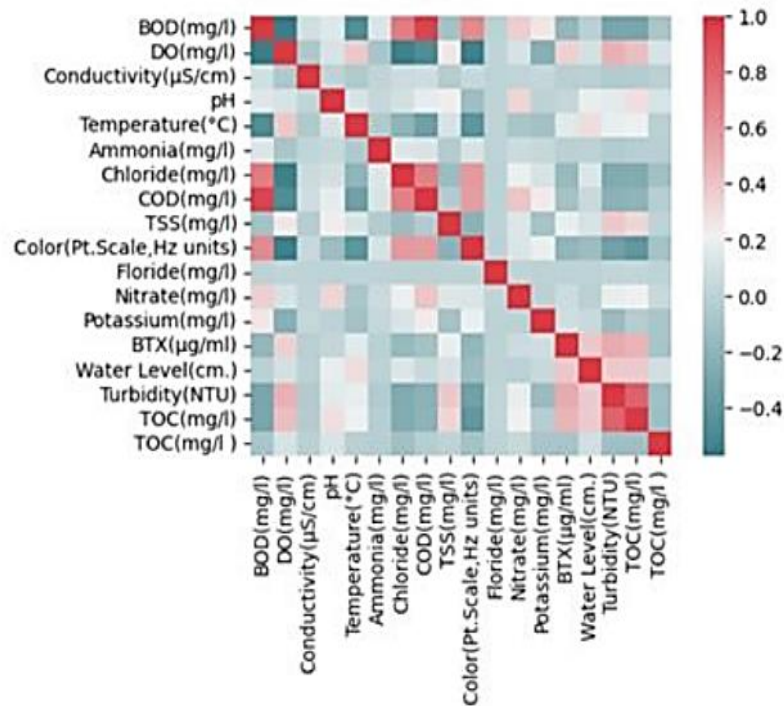 BOD(mg/l)
DO(mg/l)
Conductivity(µS/cm)
pH
Temperature(°C)
Ammonia(mg/l)
Chloride(mg/l)
COD(mg/l)
TSS(mg/l)
Color(Pt.Scale,Hz units)
Floride(mg/l)
Nitrate(mg/l)
Potassium(mg/l)
BTX(µg/ml)
Water Level(cm.)
Turbidity(NTU)
TOC(mg/l)
TOC(mg/l )
BOD(mg/l)
DO(mg/l)
Conductivity(µS/cm)
pH
Temperature(°C)
Ammonia(mg/l)
Chloride(mg/l)
COD(mg/l)
TSS(mg/l)
Color(Pt.Scale,Hz units)
Floride(mg/l)
Nitrate(mg/l)
Potassium(mg/l)
BTX(µg/ml)
Water Level(cm.)
Turbidity(NTU)
TOC(mg/l)
TOC(mg/l )
1.0
0.8
0.6
0.4
0.2
0.0
−0.2
−0.4